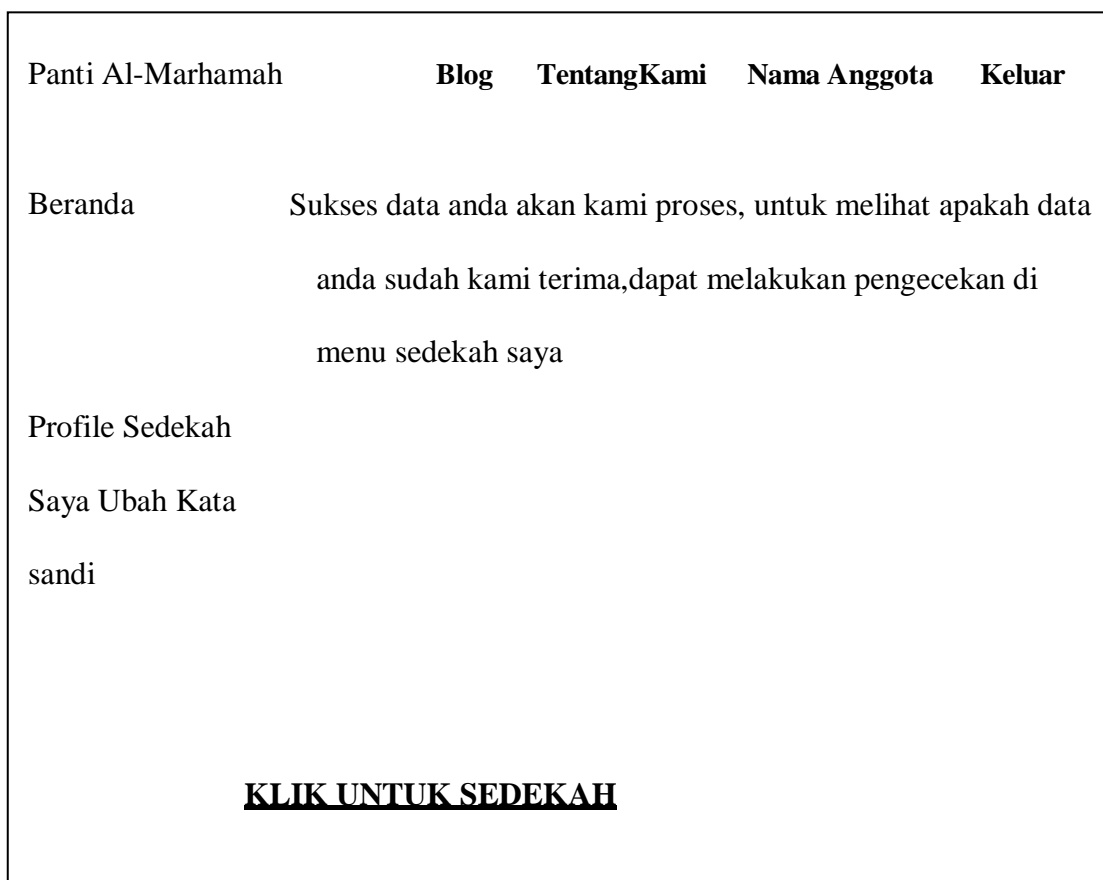 Panti Al-Marhamah Blog TentangKami Nama Anggota Keluar
Beranda Sukses data anda akan kami proses, untuk melihat apakah data
anda sudah kami terima,dapat melakukan pengecekan di
menu sedekah saya
Profile Sedekah
Saya Ubah Kata
sandi
KLIK UNTUK SEDEKAH